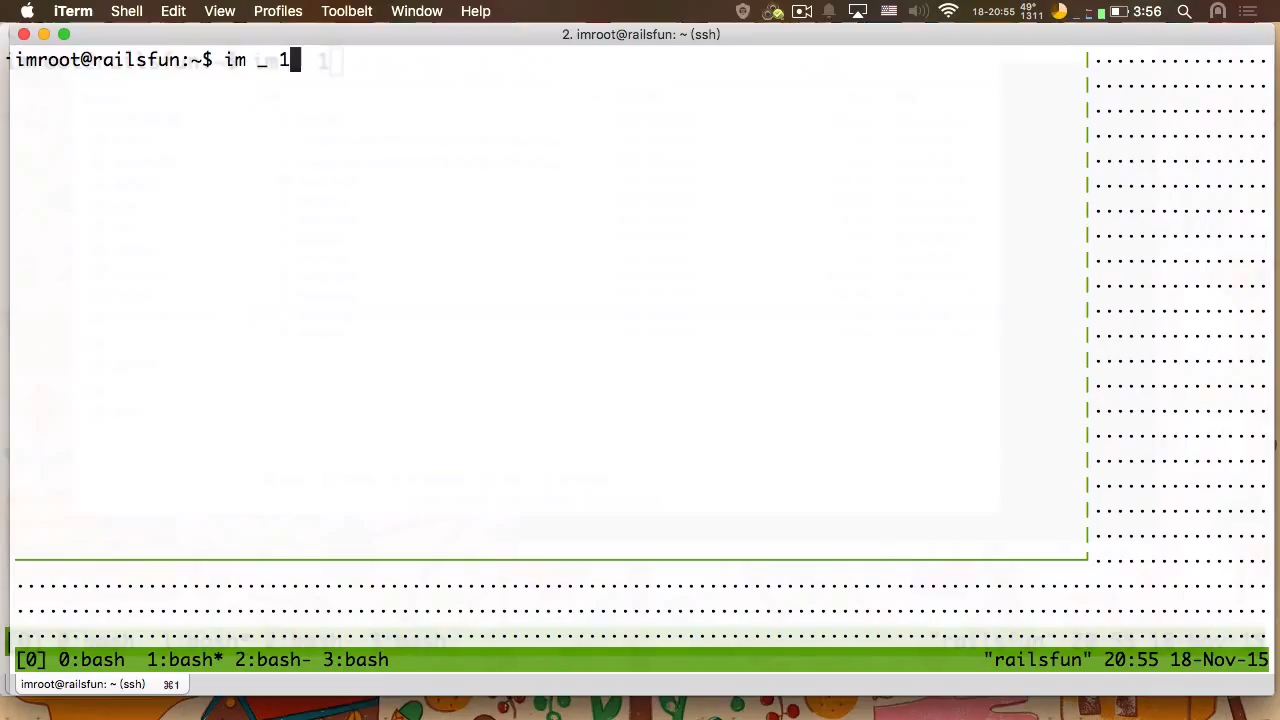 iTerm Shell Edit View Profiles Toolbelt Window Help 18-20:55 49° 1311 3:56
2. imroot@railsfun: ~ (ssh)
imroot@railsfun:~$ im _ 1
[0] 0:bash 1:bash* 2:bash- 3:bash "railsfun" 20:55 18-Nov-15
imroot@railsfun: ~ (ssh) ⌘1